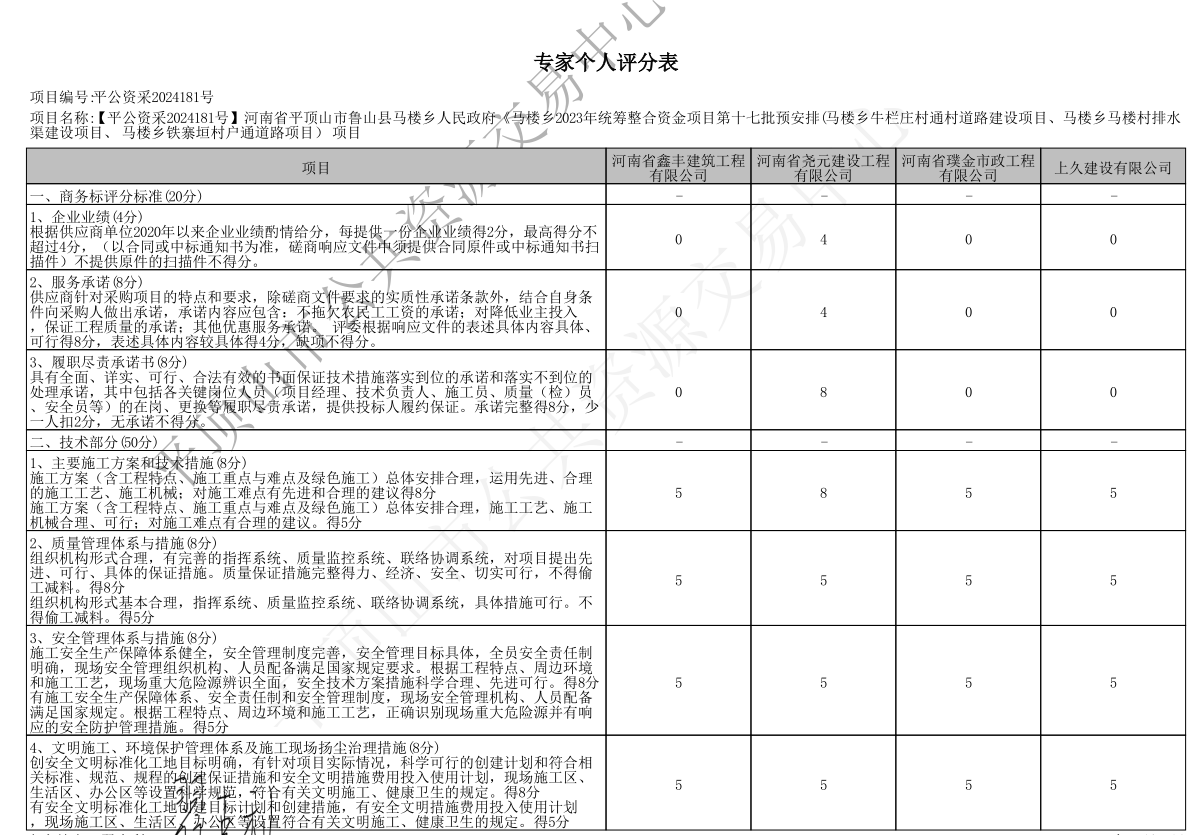 专家个人评分表
项目编号:平公资采2024181号
项目名称:【平公资采2024181号】河南省平顶山市鲁山县马楼乡人民政府《马楼乡2023年统筹整合资金项目第十七批预安排(马楼乡牛栏庄村通村道路建设项目、马楼乡马楼村排水
渠建设项目、 马楼乡铁寨垣村户通道路项目） 项目
项目
河南省鑫丰建筑工程
有限公司
河南省尧元建设工程
有限公司
河南省璞金市政工程
有限公司
上久建设有限公司
一、商务标评分标准(20分)
-
-
-
-
1、企业业绩(4分)
根据供应商单位2020年以来企业业绩酌情给分，每提供一份企业业绩得2分，最高得分不
超过4分，（以合同或中标通知书为准，磋商响应文件中须提供合同原件或中标通知书扫
描件）不提供原件的扫描件不得分。
0
4
0
0
2、服务承诺(8分)
供应商针对采购项目的特点和要求，除磋商文件要求的实质性承诺条款外，结合自身条
件向采购人做出承诺，承诺内容应包含：不拖欠农民工工资的承诺；对降低业主投入
，保证工程质量的承诺；其他优惠服务承诺。 评委根据响应文件的表述具体内容具体、
可行得8分，表述具体内容较具体得4分，缺项不得分。
0
4
0
0
3、履职尽责承诺书(8分)
具有全面、详实、可行、合法有效的书面保证技术措施落实到位的承诺和落实不到位的
处理承诺，其中包括各关键岗位人员（项目经理、技术负责人、施工员、质量（检）员
、安全员等）的在岗、更换等履职尽责承诺，提供投标人履约保证。承诺完整得8分，少
一人扣2分，无承诺不得分。
0
8
0
0
二、技术部分(50分)
-
-
-
-
1、主要施工方案和技术措施(8分)
施工方案（含工程特点、施工重点与难点及绿色施工）总体安排合理，运用先进、合理
的施工工艺、施工机械；对施工难点有先进和合理的建议得8分
施工方案（含工程特点、施工重点与难点及绿色施工）总体安排合理，施工工艺、施工
机械合理、可行；对施工难点有合理的建议。得5分
5
8
5
5
2、质量管理体系与措施(8分)
组织机构形式合理，有完善的指挥系统、质量监控系统、联络协调系统，对项目提出先
进、可行、具体的保证措施。质量保证措施完整得力、经济、安全、切实可行，不得偷
工减料。得8分
组织机构形式基本合理，指挥系统、质量监控系统、联络协调系统，具体措施可行。不
得偷工减料。得5分
5
5
5
5
3、安全管理体系与措施(8分)
施工安全生产保障体系健全，安全管理制度完善，安全管理目标具体，全员安全责任制
明确，现场安全管理组织机构、人员配备满足国家规定要求。根据工程特点、周边环境
和施工工艺，现场重大危险源辨识全面，安全技术方案措施科学合理、先进可行。得8分
有施工安全生产保障体系、安全责任制和安全管理制度，现场安全管理机构、人员配备
满足国家规定。根据工程特点、周边环境和施工工艺，正确识别现场重大危险源并有响
应的安全防护管理措施。得5分
5
5
5
5
4、文明施工、环境保护管理体系及施工现场扬尘治理措施(8分)
创安全文明标准化工地目标明确，有针对项目实际情况，科学可行的创建计划和符合相
关标准、规范、规程的创建保证措施和安全文明措施费用投入使用计划，现场施工区、
生活区、办公区等设置科学规范，符合有关文明施工、健康卫生的规定。得8分
有安全文明标准化工地创建目标计划和创建措施，有安全文明措施费用投入使用计划
，现场施工区、生活区、办公区等设置符合有关文明施工、健康卫生的规定。得5分
5
5
5
5
平顶山市公共资源交易中心
平顶山市公共资源交易中心